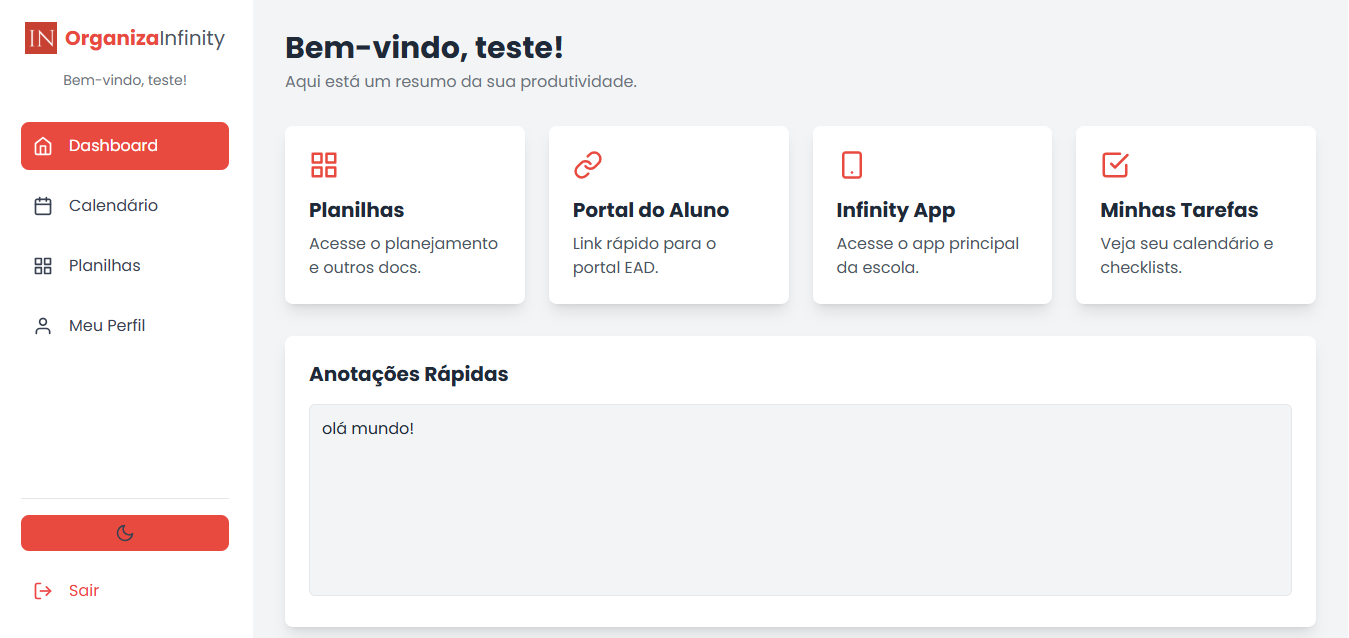 IN OrganizaInfinity
Bem-vindo, teste!
Dashboard
Calendário
Planilhas
Meu Perfil
Sair
Bem-vindo, teste!
Aqui está um resumo da sua produtividade.
Planilhas
Acesse o planejamento
e outros docs.
Portal do Aluno
Link rápido para o
portal EAD.
Infinity App
Acesse o app principal
da escola.
Minhas Tarefas
Veja seu calendário e
checklists.
Anotações Rápidas
olá mundo!